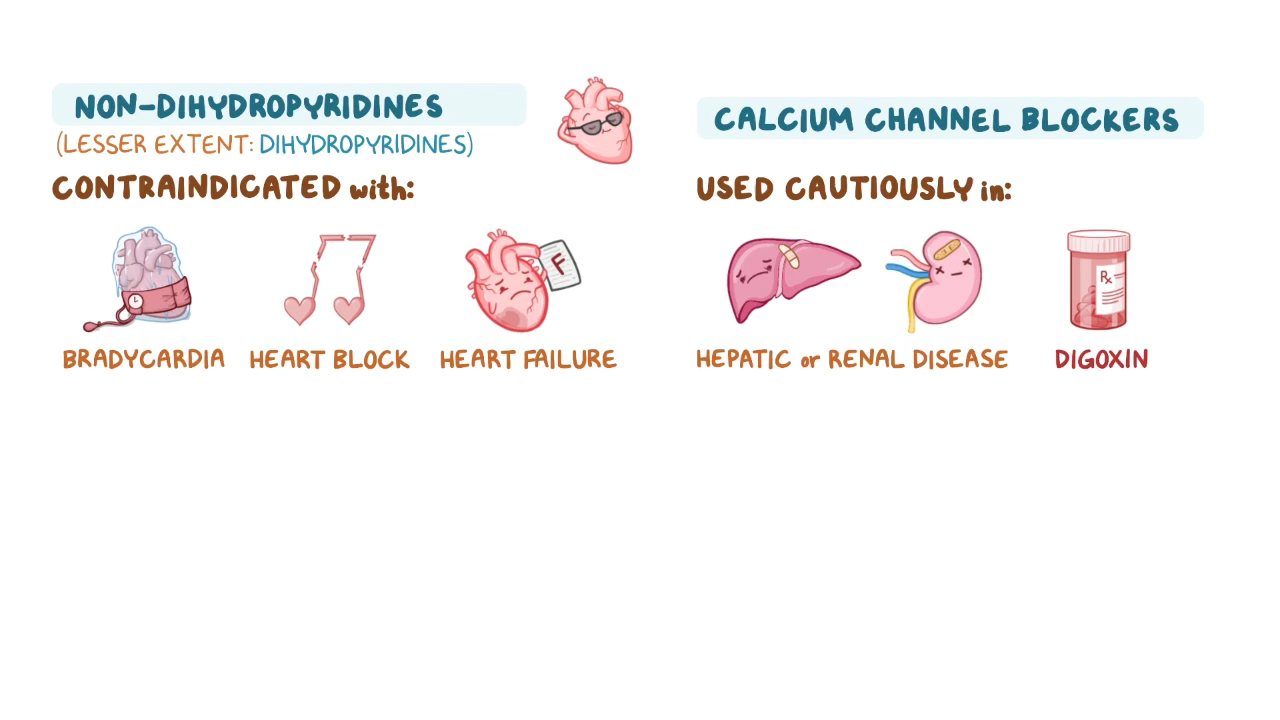 NON-DIHYDROPYRIDINES
(LESSER EXTENT: DIHYDROPYRIDINES)
CONTRAINDICATED with:
BRADYCARDIA
HEART BLOCK
F
HEART FAILURE
CALCIUM CHANNEL BLOCKERS
USED CAUTIOUSLY in:
HEPATIC or RENAL DISEASE
Rx
DIGOXIN